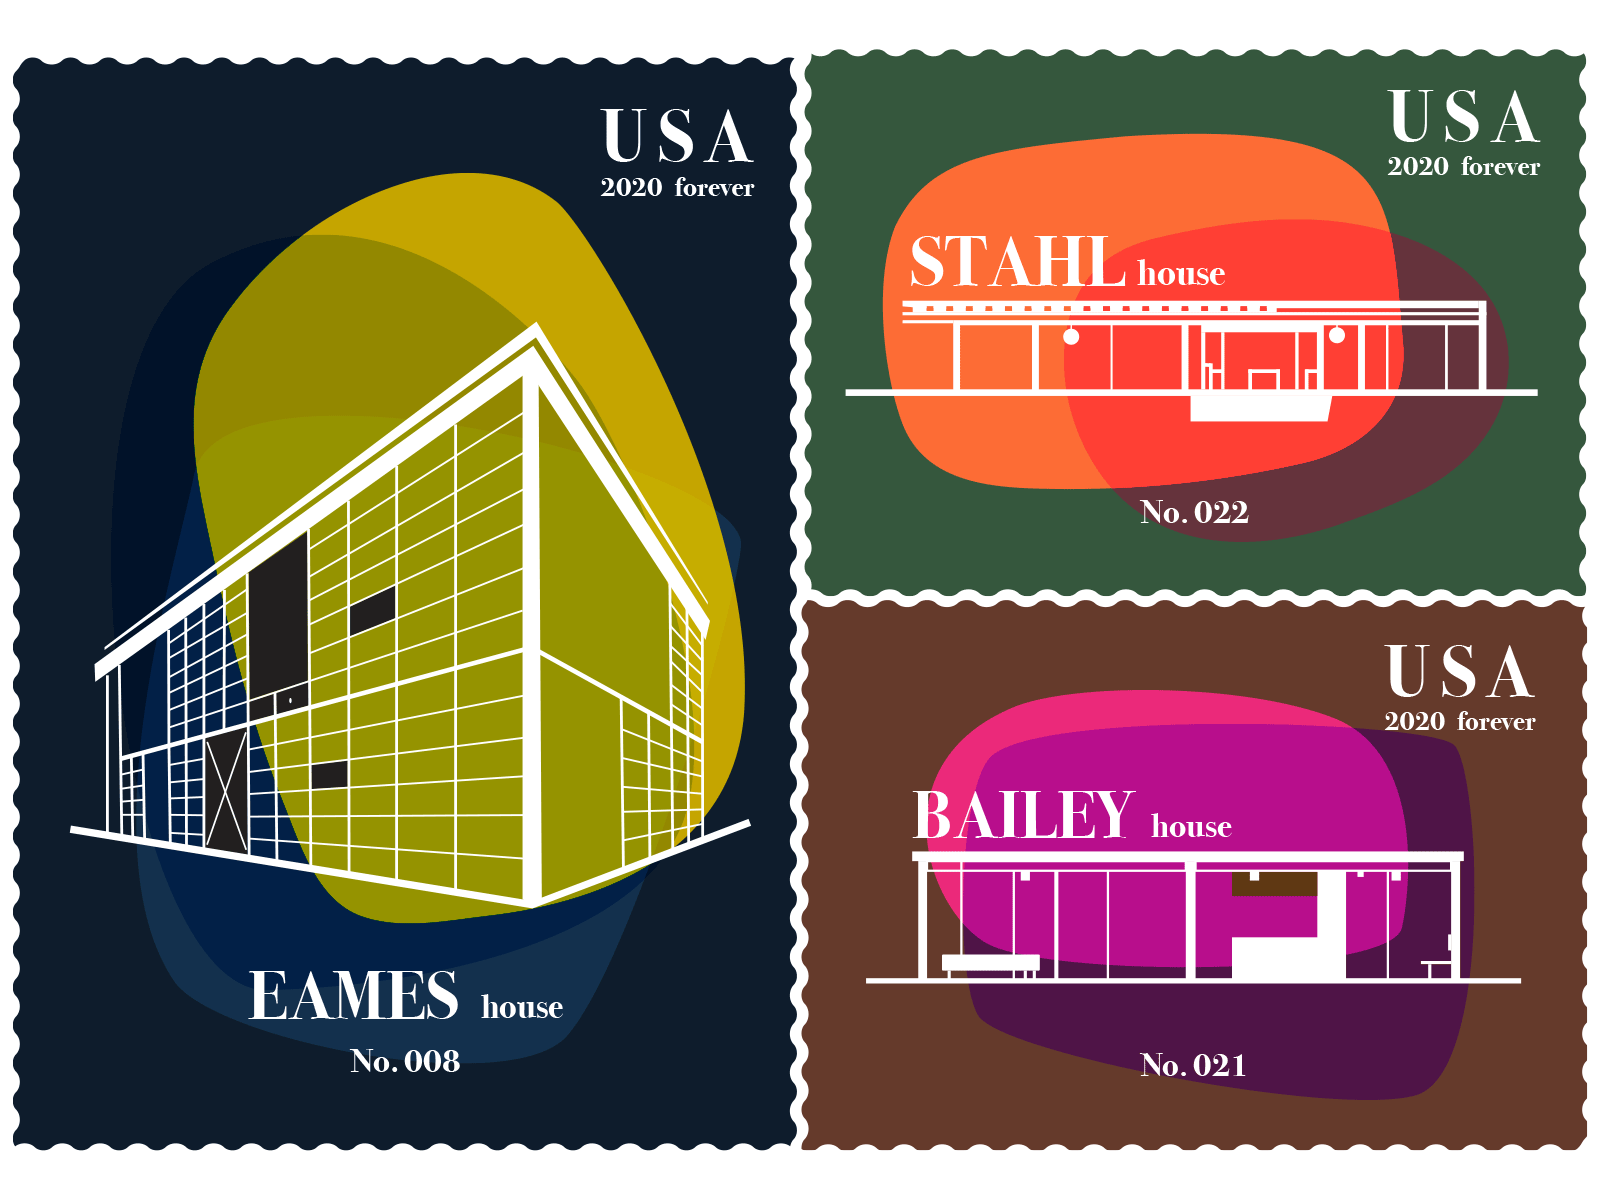 USA
2020 forever
EAMES house
No. 008
USA
2020 forever
STAHL house
No. 022
USA
2020 forever
BAILEY house
No. 021